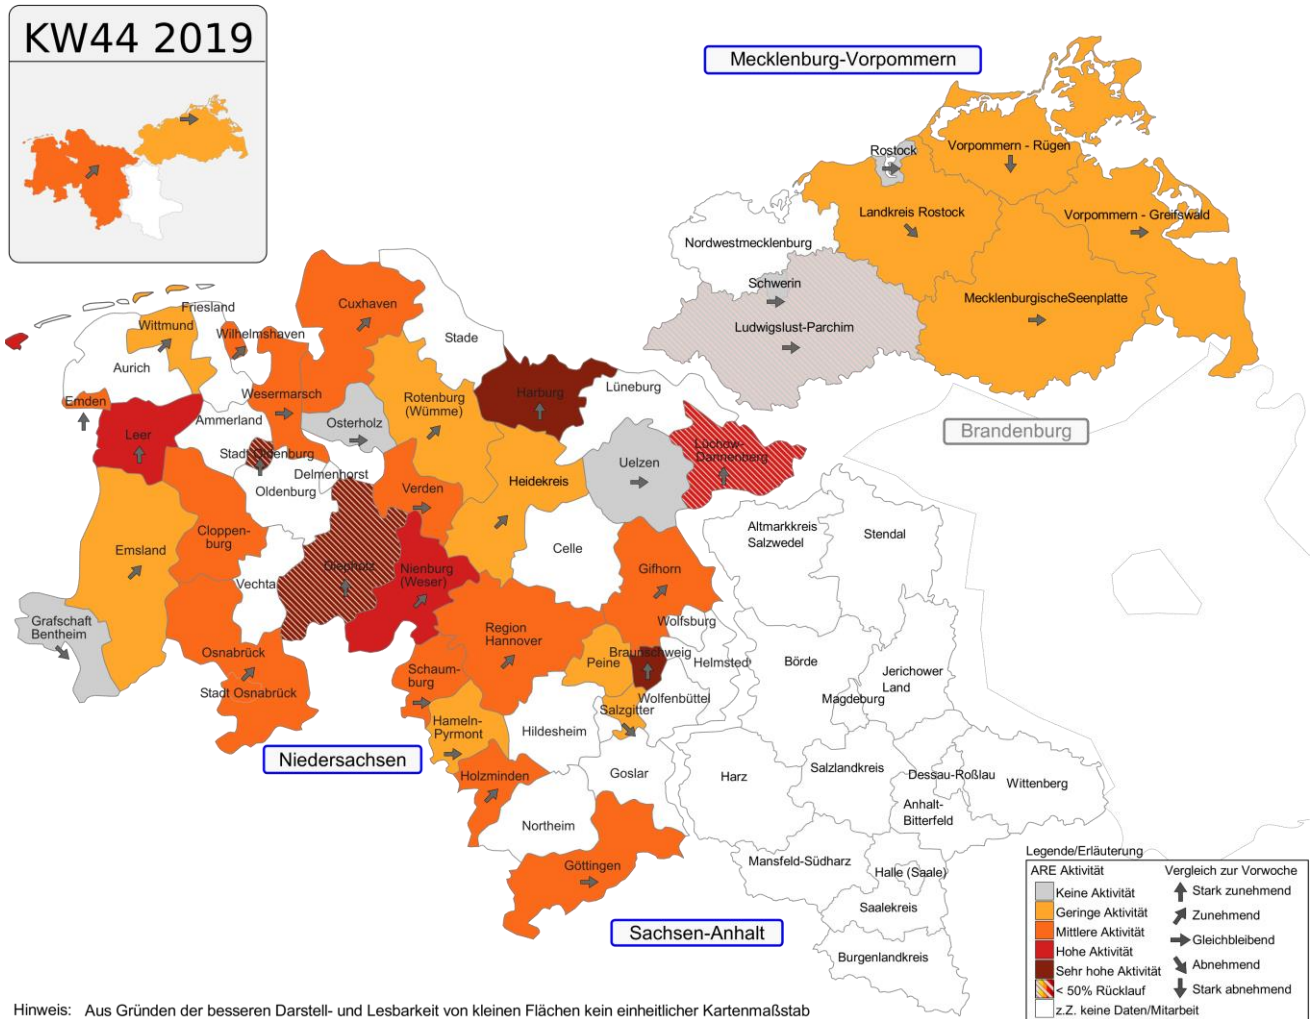 KW44 2019
Mecklenburg-Vorpommern
Rostock
Vorpommern - Rügen
Landkreis Rostock
Vorpommern - Greifswald
Nordwestmecklenburg
Schwerin
MecklenburgischeSeenplatte
Ludwigslust-Parchim
Brandenburg
Friesland
Cuxhaven
Wittmund
Wilhelmshaven
Stade
Aurich
Emden
Wesermarsch
Harburg
Lüneburg
Rotenburg
(Wümme)
Ammerland
Osterholz
Leer
Stadt Oldenburg
Lüchow-
Dannenberg
Uelzen
Delmenhorst
Oldenburg
Verden
Heidekreis
Cloppen-
burg
Emsland
Celle
Altmarkkreis
Salzwedel
Stendal
Vechta
Diepholz
Nienburg
(Weser)
Gifhorn
Grafschaft
Bentheim
Region
Hannover
Wolfsburg
Osnabrück
Stadt Osnabrück
Schaum-
burg
Peine
Braunschweig
Helmsted
Börde
Jerichower
Land
Wolfenbüttel
Magdeburg
Salzgitter
Hameln-
Pyrmont
Hildesheim
Niedersachsen
Holzminden
Goslar
Harz
Salzlandkreis
Dessau-Roßlau
Wittenberg
Anhalt-
Bitterfeld
Northeim
Göttingen
Mansfeld-Südharz
Halle (Saale)
Saalekreis
Sachsen-Anhalt
Burgenlandkreis
Legende/Erläuterung
ARE Aktivität
Keine Aktivität
Geringe Aktivität
Mittlere Aktivität
Hohe Aktivität
Sehr hohe Aktivität
< 50% Rücklauf
z.Z. keine Daten/Mitarbeit
Vergleich zur Vorwoche
Stark zunehmend
Zunehmend
Gleichbleibend
Abnehmend
Stark abnehmend
Hinweis: Aus Gründen der besseren Darstell- und Lesbarkeit von kleinen Flächen kein einheitlicher Kartenmaßstab